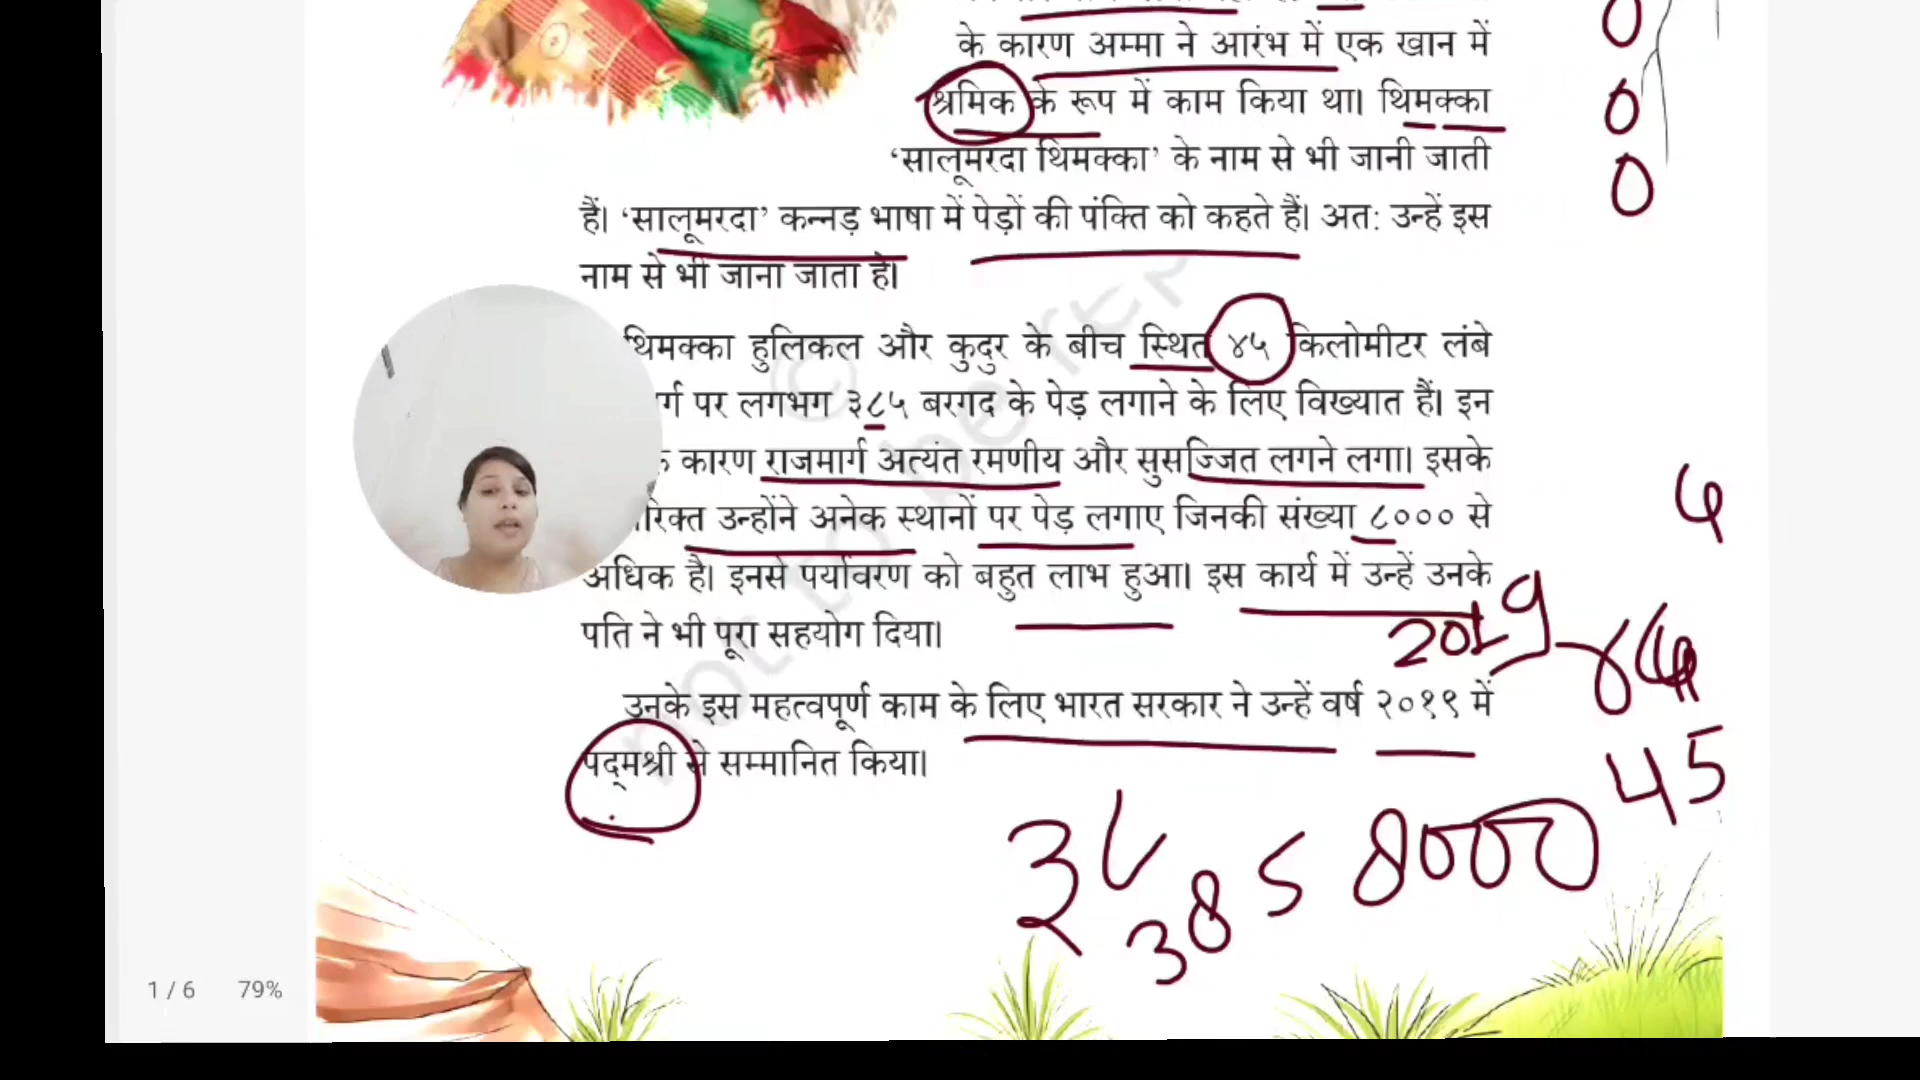 के कारण अम्मा ने आरंभ में एक खान में
श्रमिक के रूप में काम किया था। थिमक्का
‘सालूमरदा थिमक्का’ के नाम से भी जानी जाती
हैं। ‘सालूमरदा’ कन्नड़ भाषा में पेड़ों की पंक्ति को कहते हैं। अतः उन्हें इस
नाम से भी जाना जाता है।
थिमक्का हुलिकल और कुदुर के बीच स्थित ४५ किलोमीटर लंबे
र्ग पर लगभग ३८५ बरगद के पेड़ लगाने के लिए विख्यात हैं। इन
कारण राजमार्ग अत्यंत रमणीय और सुसज्जित लगने लगा। इसके
रिक्त उन्होंने अनेक स्थानों पर पेड़ लगाए जिनकी संख्या ८००० से
अधिक है। इनसे पर्यावरण को बहुत लाभ हुआ। इस कार्य में उन्हें उनके
पति ने भी पूरा सहयोग दिया।
2019
उनके इस महत्वपूर्ण काम के लिए भारत सरकार ने उन्हें वर्ष २०१९ में
पद्मश्री से सम्मानित किया।
45
385 8000
1 / 6 79%